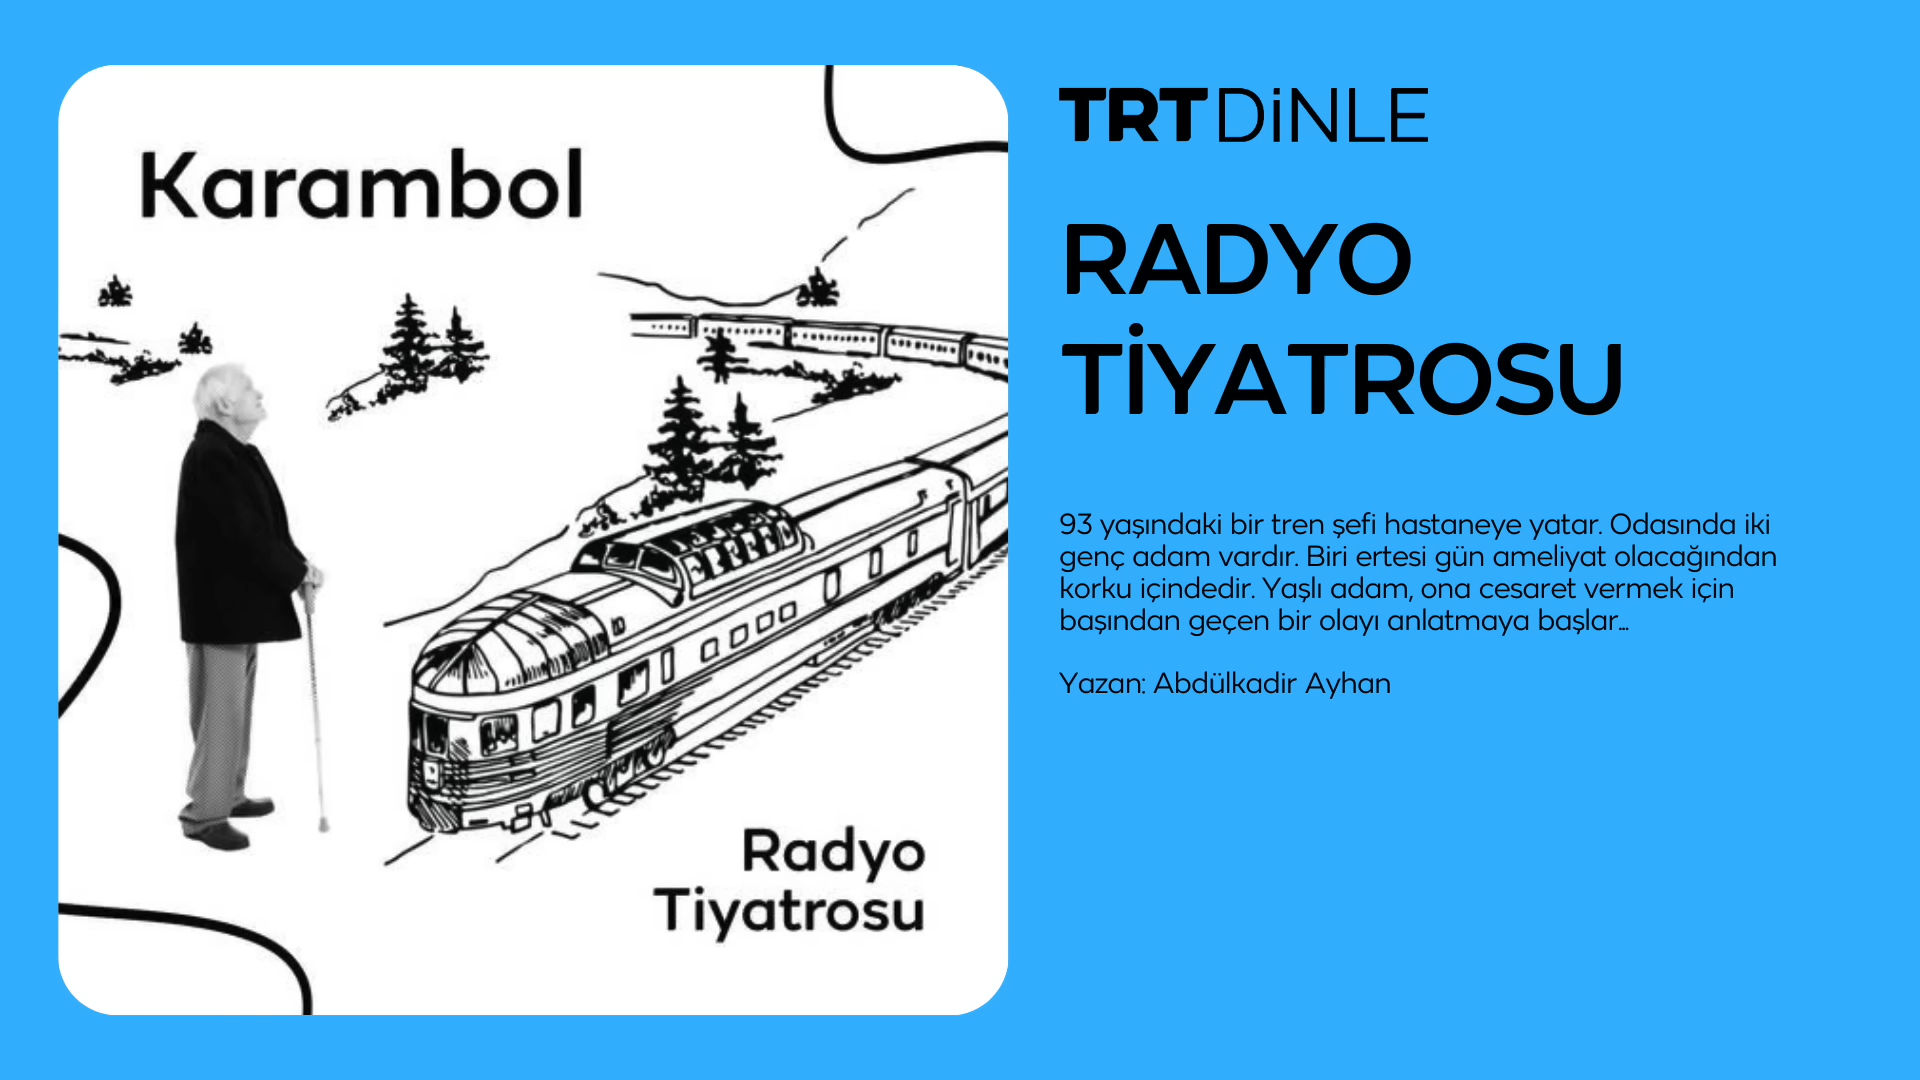 Karambol
Radyo
Tiyatrosu
TRT DİNLE
RADYO
TİYATROSU
93 yaşındaki bir tren şefi hastaneye yatar. Odasında iki
genç adam vardır. Biri ertesi gün ameliyat olacağından
korku içindedir. Yaşlı adam, ona cesaret vermek için
başından geçen bir olayı anlatmaya başlar...
Yazan: Abdülkadir Ayhan